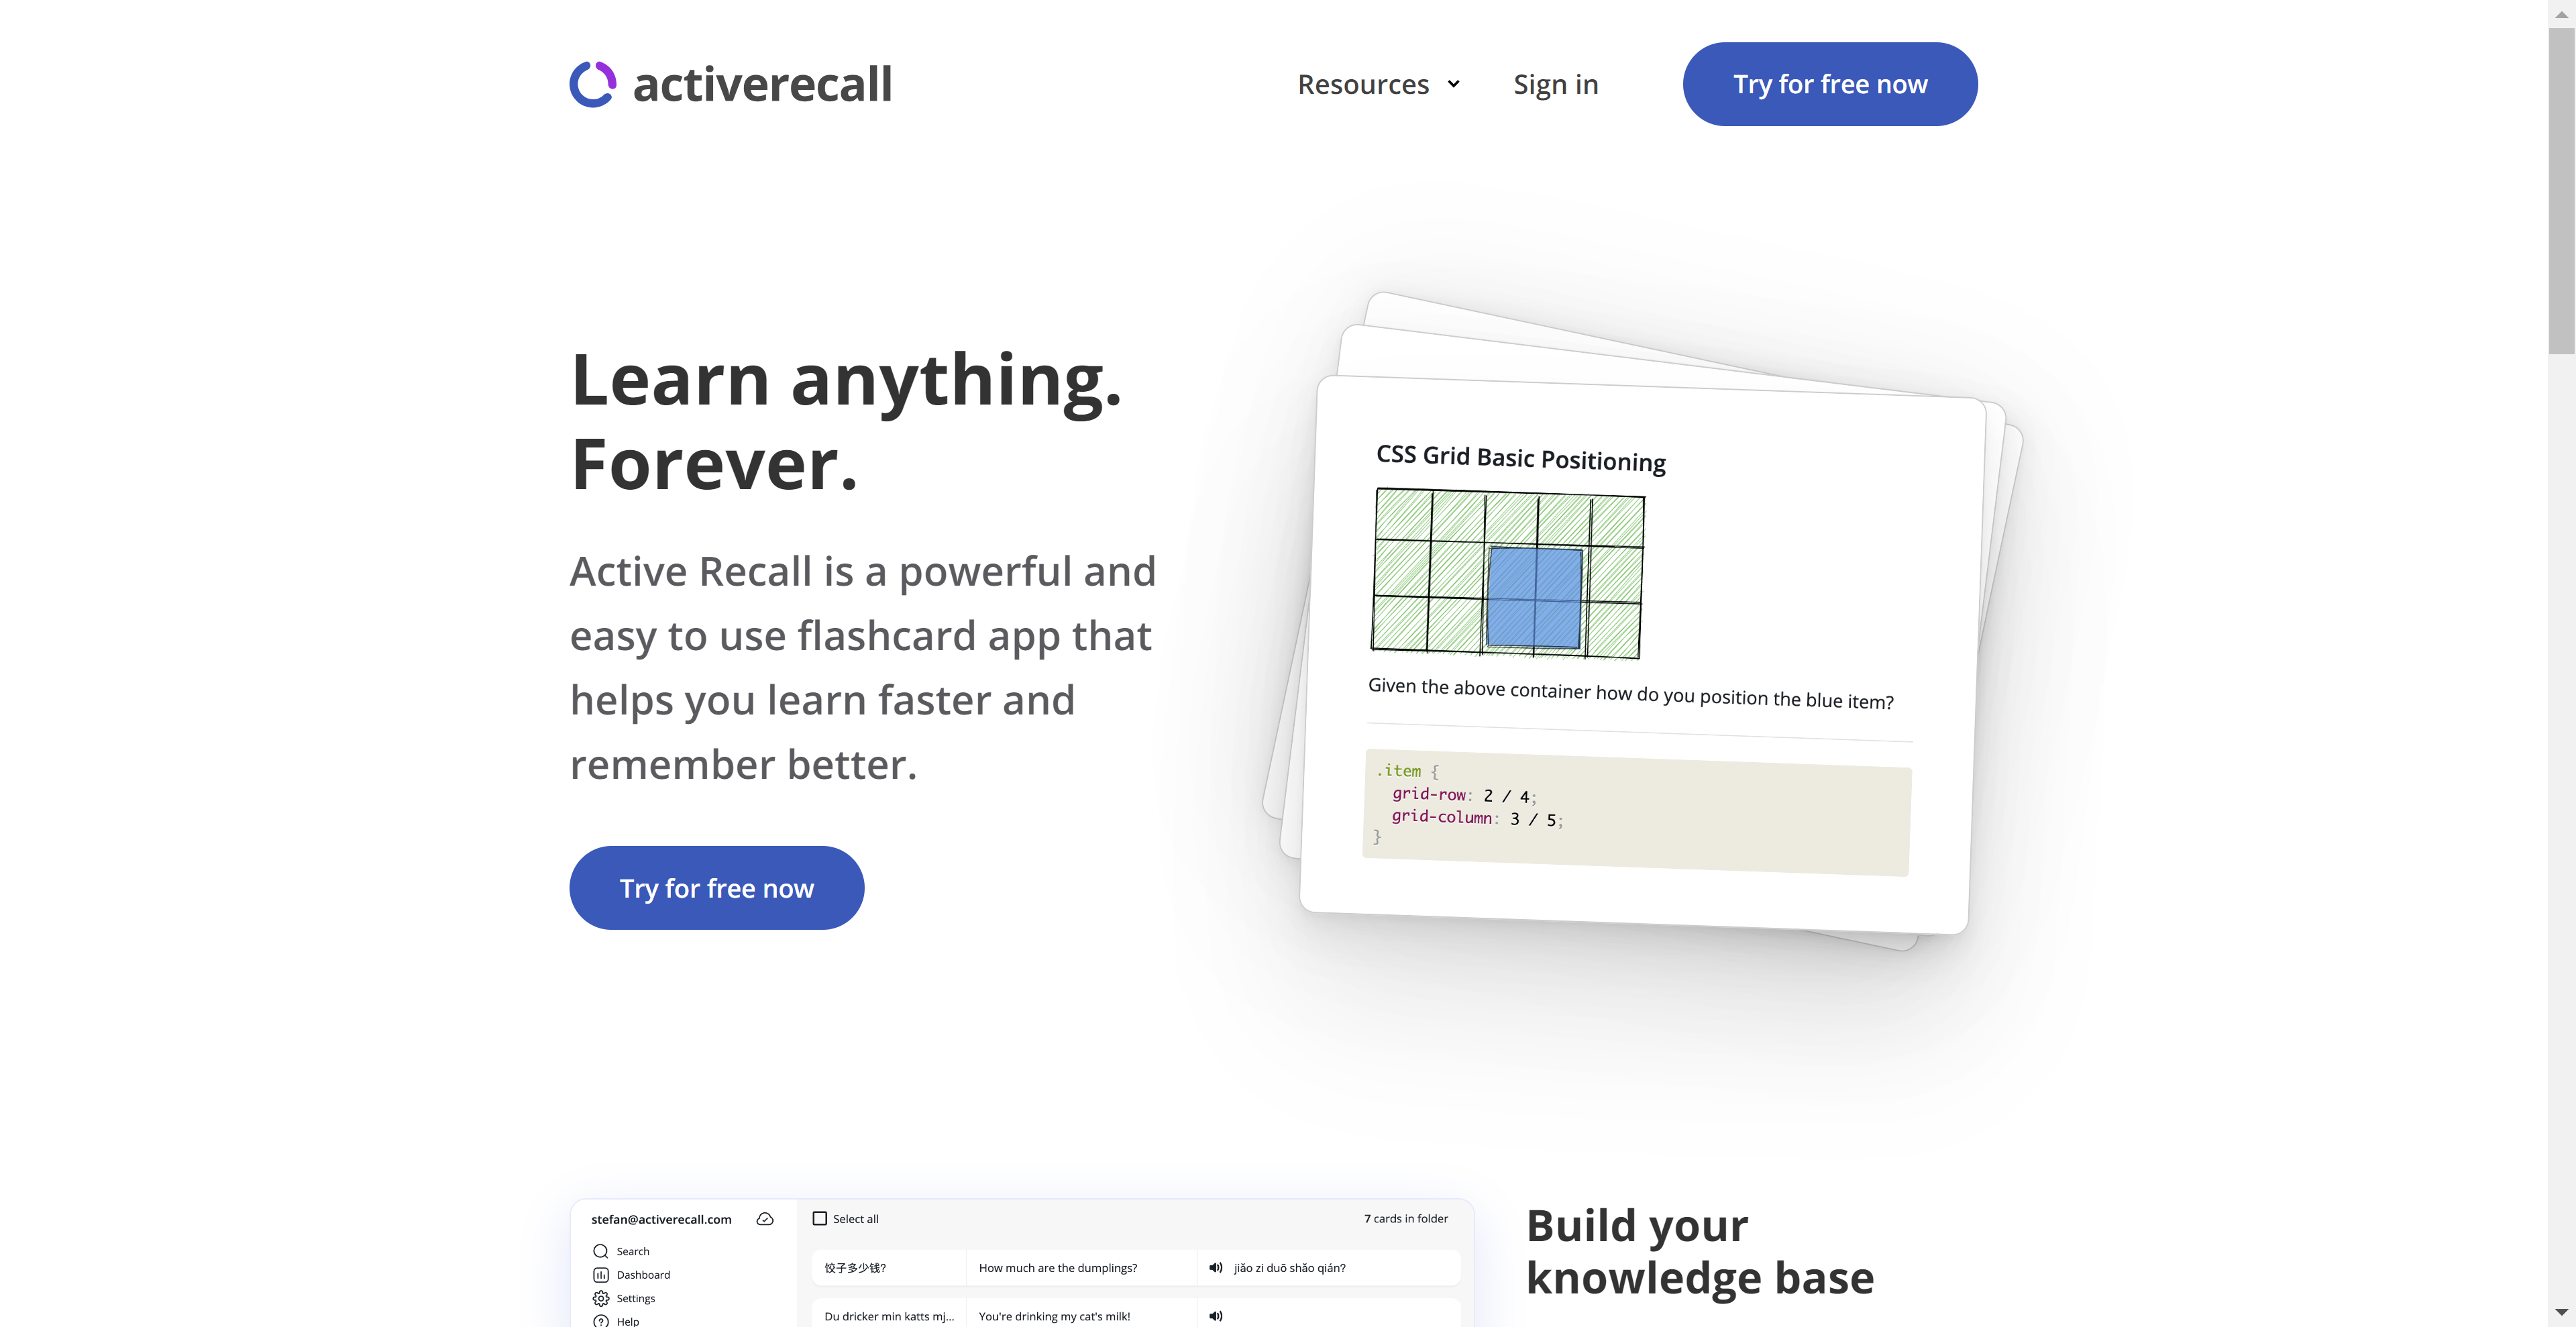 activerecall
Resources
Sign in
Try for free now
Learn anything.
Forever.
Active Recall is a powerful and
easy to use flashcard app that
helps you learn faster and
remember better.
Try for free now
CSS Grid Basic Positioning
Given the above container how do you position the blue item?
.item {
grid-row: 2 / 4;
grid-column: 3 / 5;
}
stefan@activerecall.com
Search
Dashboard
Settings
Help
Select all
7 cards in folder
饺子多少钱?
How much are the dumplings?
jiǎo zi duō shǎo qián?
Du dricker min katts mj...
You're drinking my cat's milk!
Build your
knowledge base